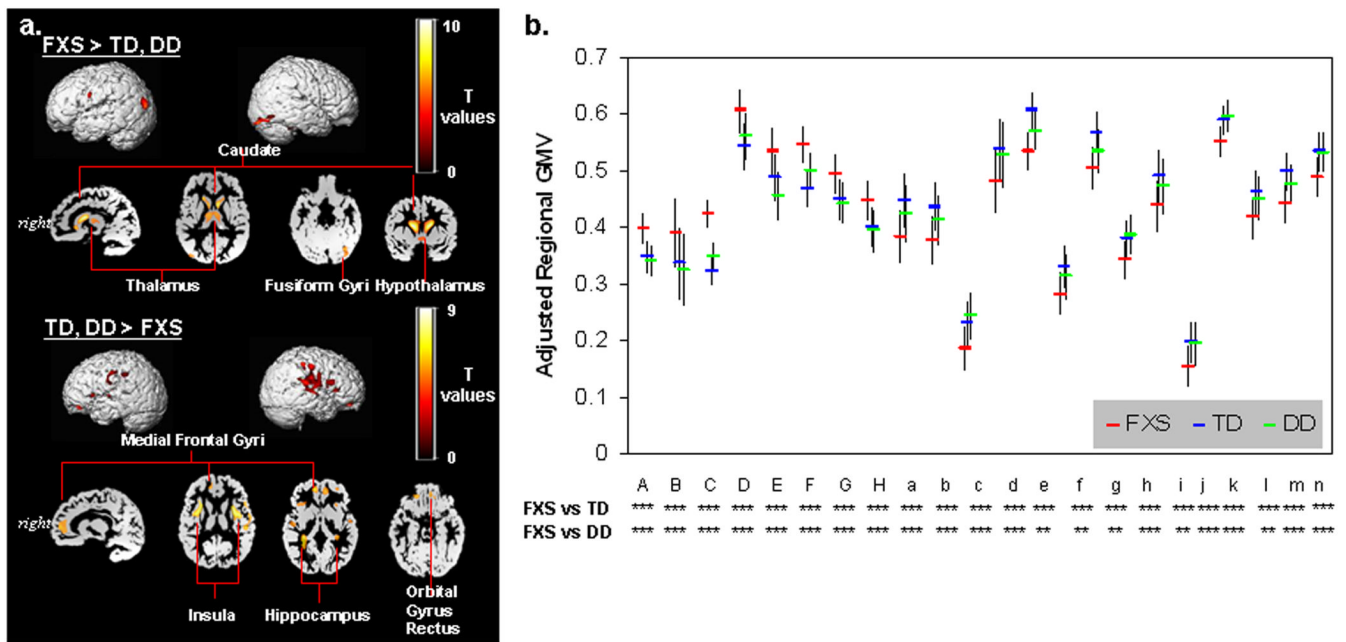 a.
FXS > TD, DD
10
T
values
0
Caudate
right
Thalamus
Fusiform Gyri
Hypothalamus
TD, DD > FXS
9
T
values
0
Medial Frontal Gyri
right
Insula
Hippocampus
Orbital
Gyrus
Rectus
b.
Adjusted Regional GMV
0.7
0.6
0.5
0.4
0.3
0.2
0.1
0
FXS TD DD
A B C D E F G H a b c d e f g h i j k l m n
FXS vs TD *** *** *** *** *** *** *** *** *** *** *** *** *** *** *** *** *** *** *** *** *** ***
FXS vs DD *** *** *** *** *** *** *** *** *** *** *** *** ** ** ** *** ** *** *** ** ** ***